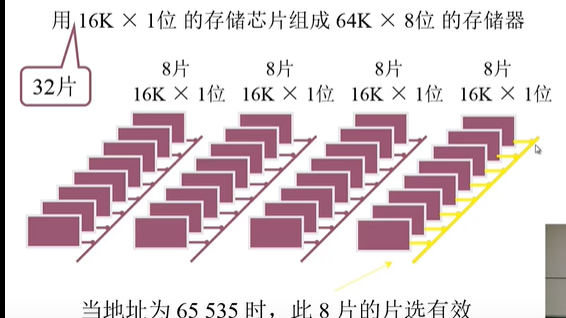 用 16K × 1位 的存储芯片组成 64K × 8位 的存储器
32片
8片 8片 8片 8片
16K × 1位 16K × 1位 16K × 1位 16K × 1位
当地址为 65 535 时，此 8 片的片选有效